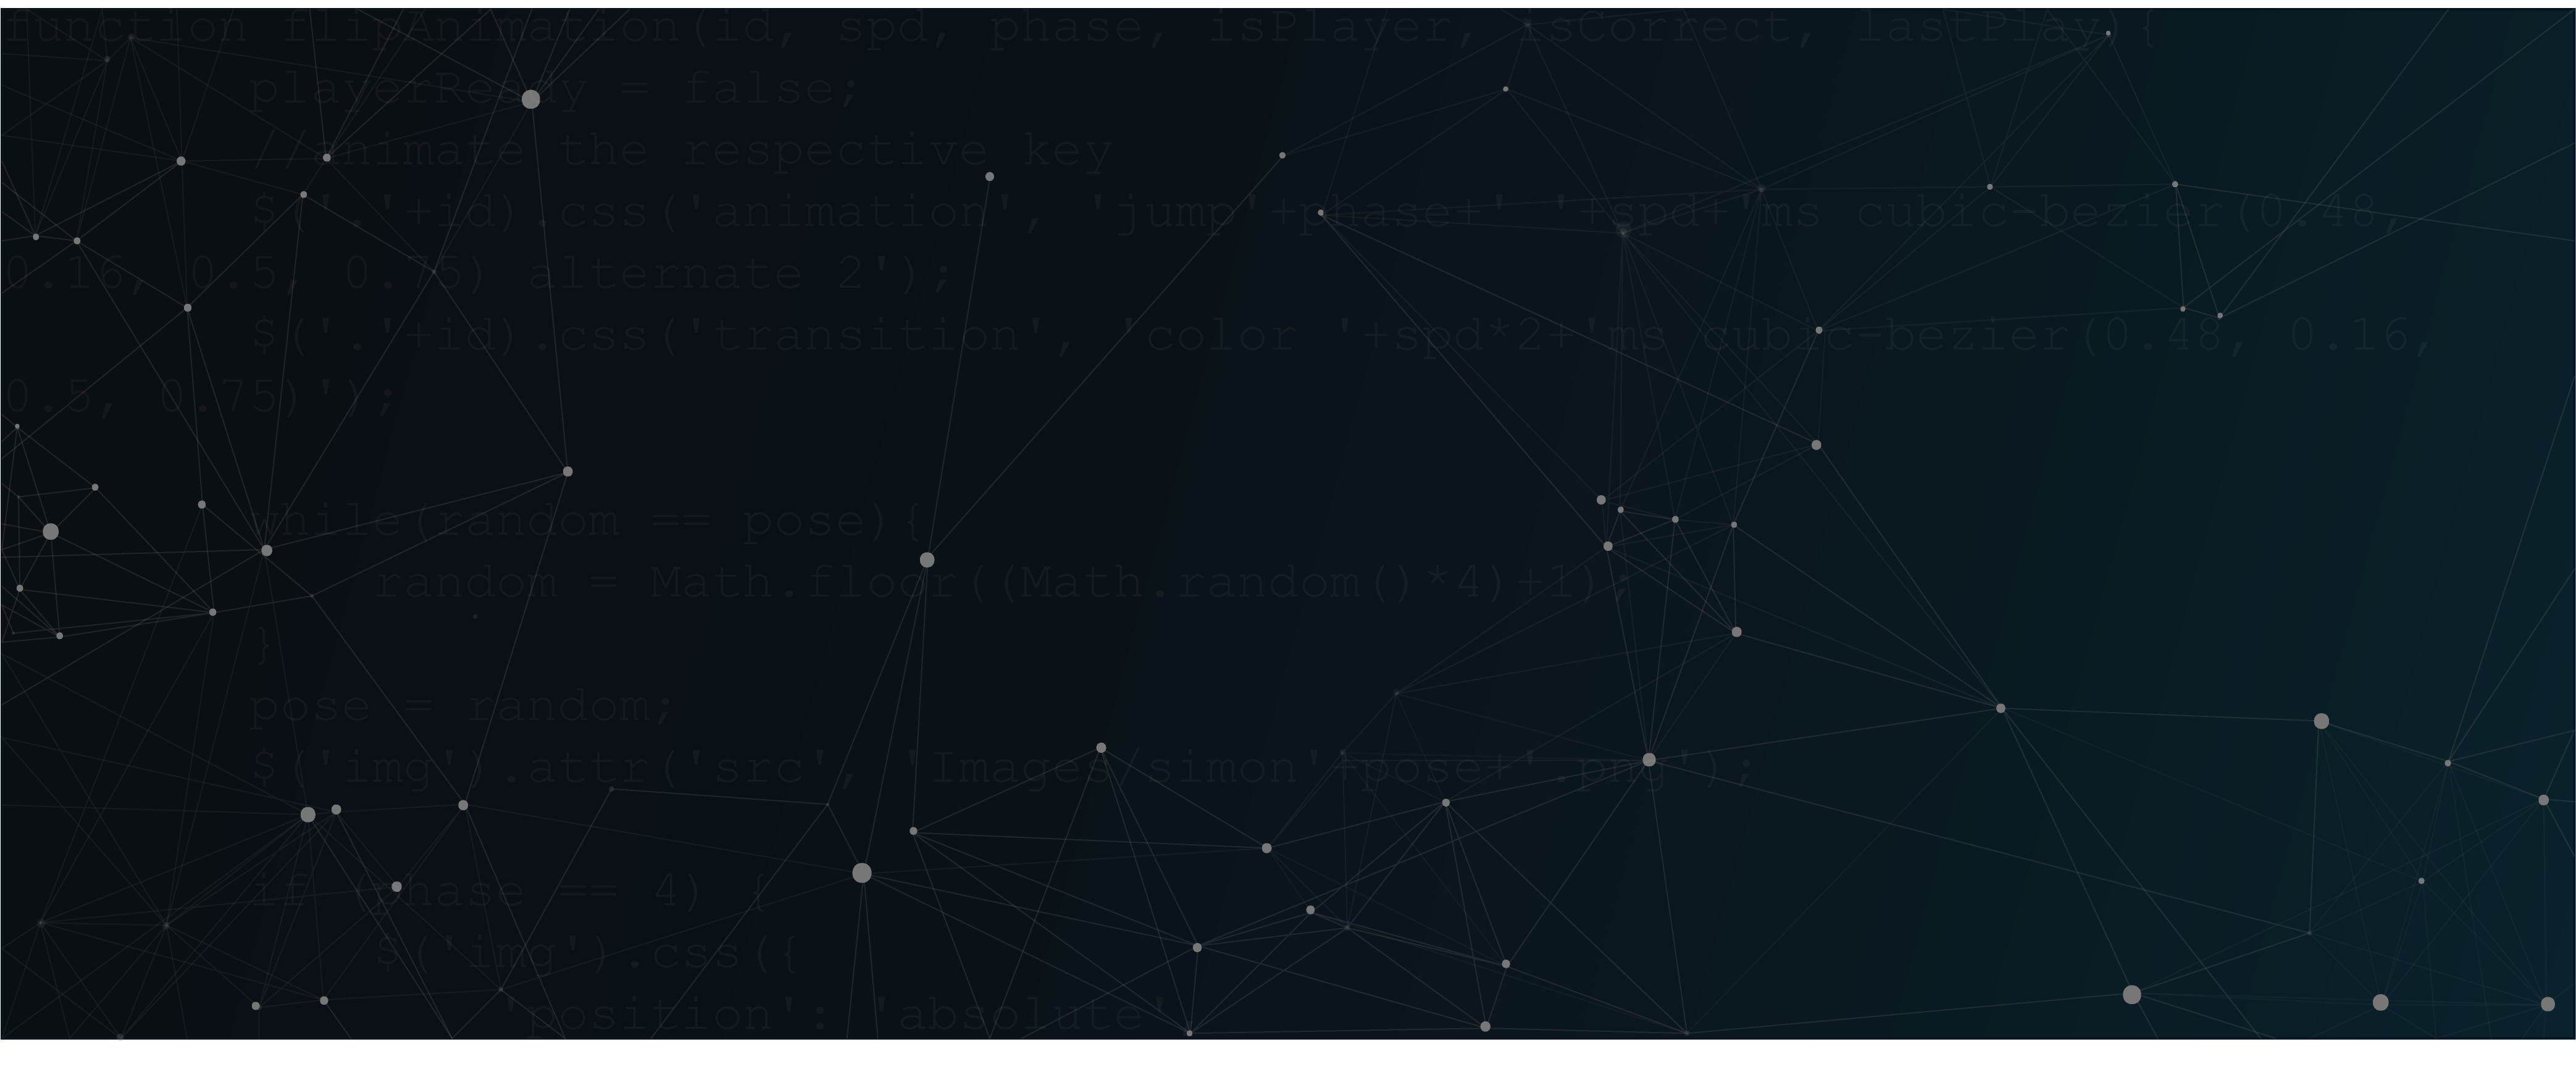 function flipAnimation(id, spd, phase, isPlayer, isCorrect, lastPlay){
playerReady = false;
//animate the respective key
$('.'+id).css('animation', 'jump'+phase+' '+spd+'ms cubic-bezier(0.48,
0.16, 0.5, 0.75) alternate 2');
$('.'+id).css('transition', 'color '+spd*2+'ms cubic-bezier(0.48, 0.16,
0.5, 0.75)');
while(random == pose){
random = Math.floor((Math.random()*4)+1);
}
pose = random;
$('img').attr('src', 'Images/simon'+pose+'.png');
if (phase == 4) {
$('img').css({
'position': 'absolute'